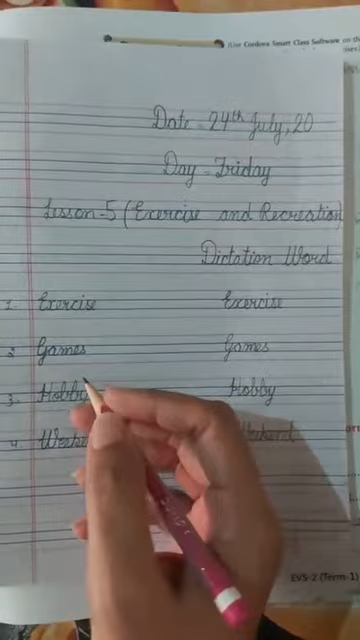 (Use Cordova Smart Class Software on the
Date - 24th July, 20
Day - Friday
Lesson-5 (Exercise and Recreation)
Dictation Word
1. Exercise Exercise
2. Games Games
3. Hobby Hobby
4.
EVS-2 (Term-1)